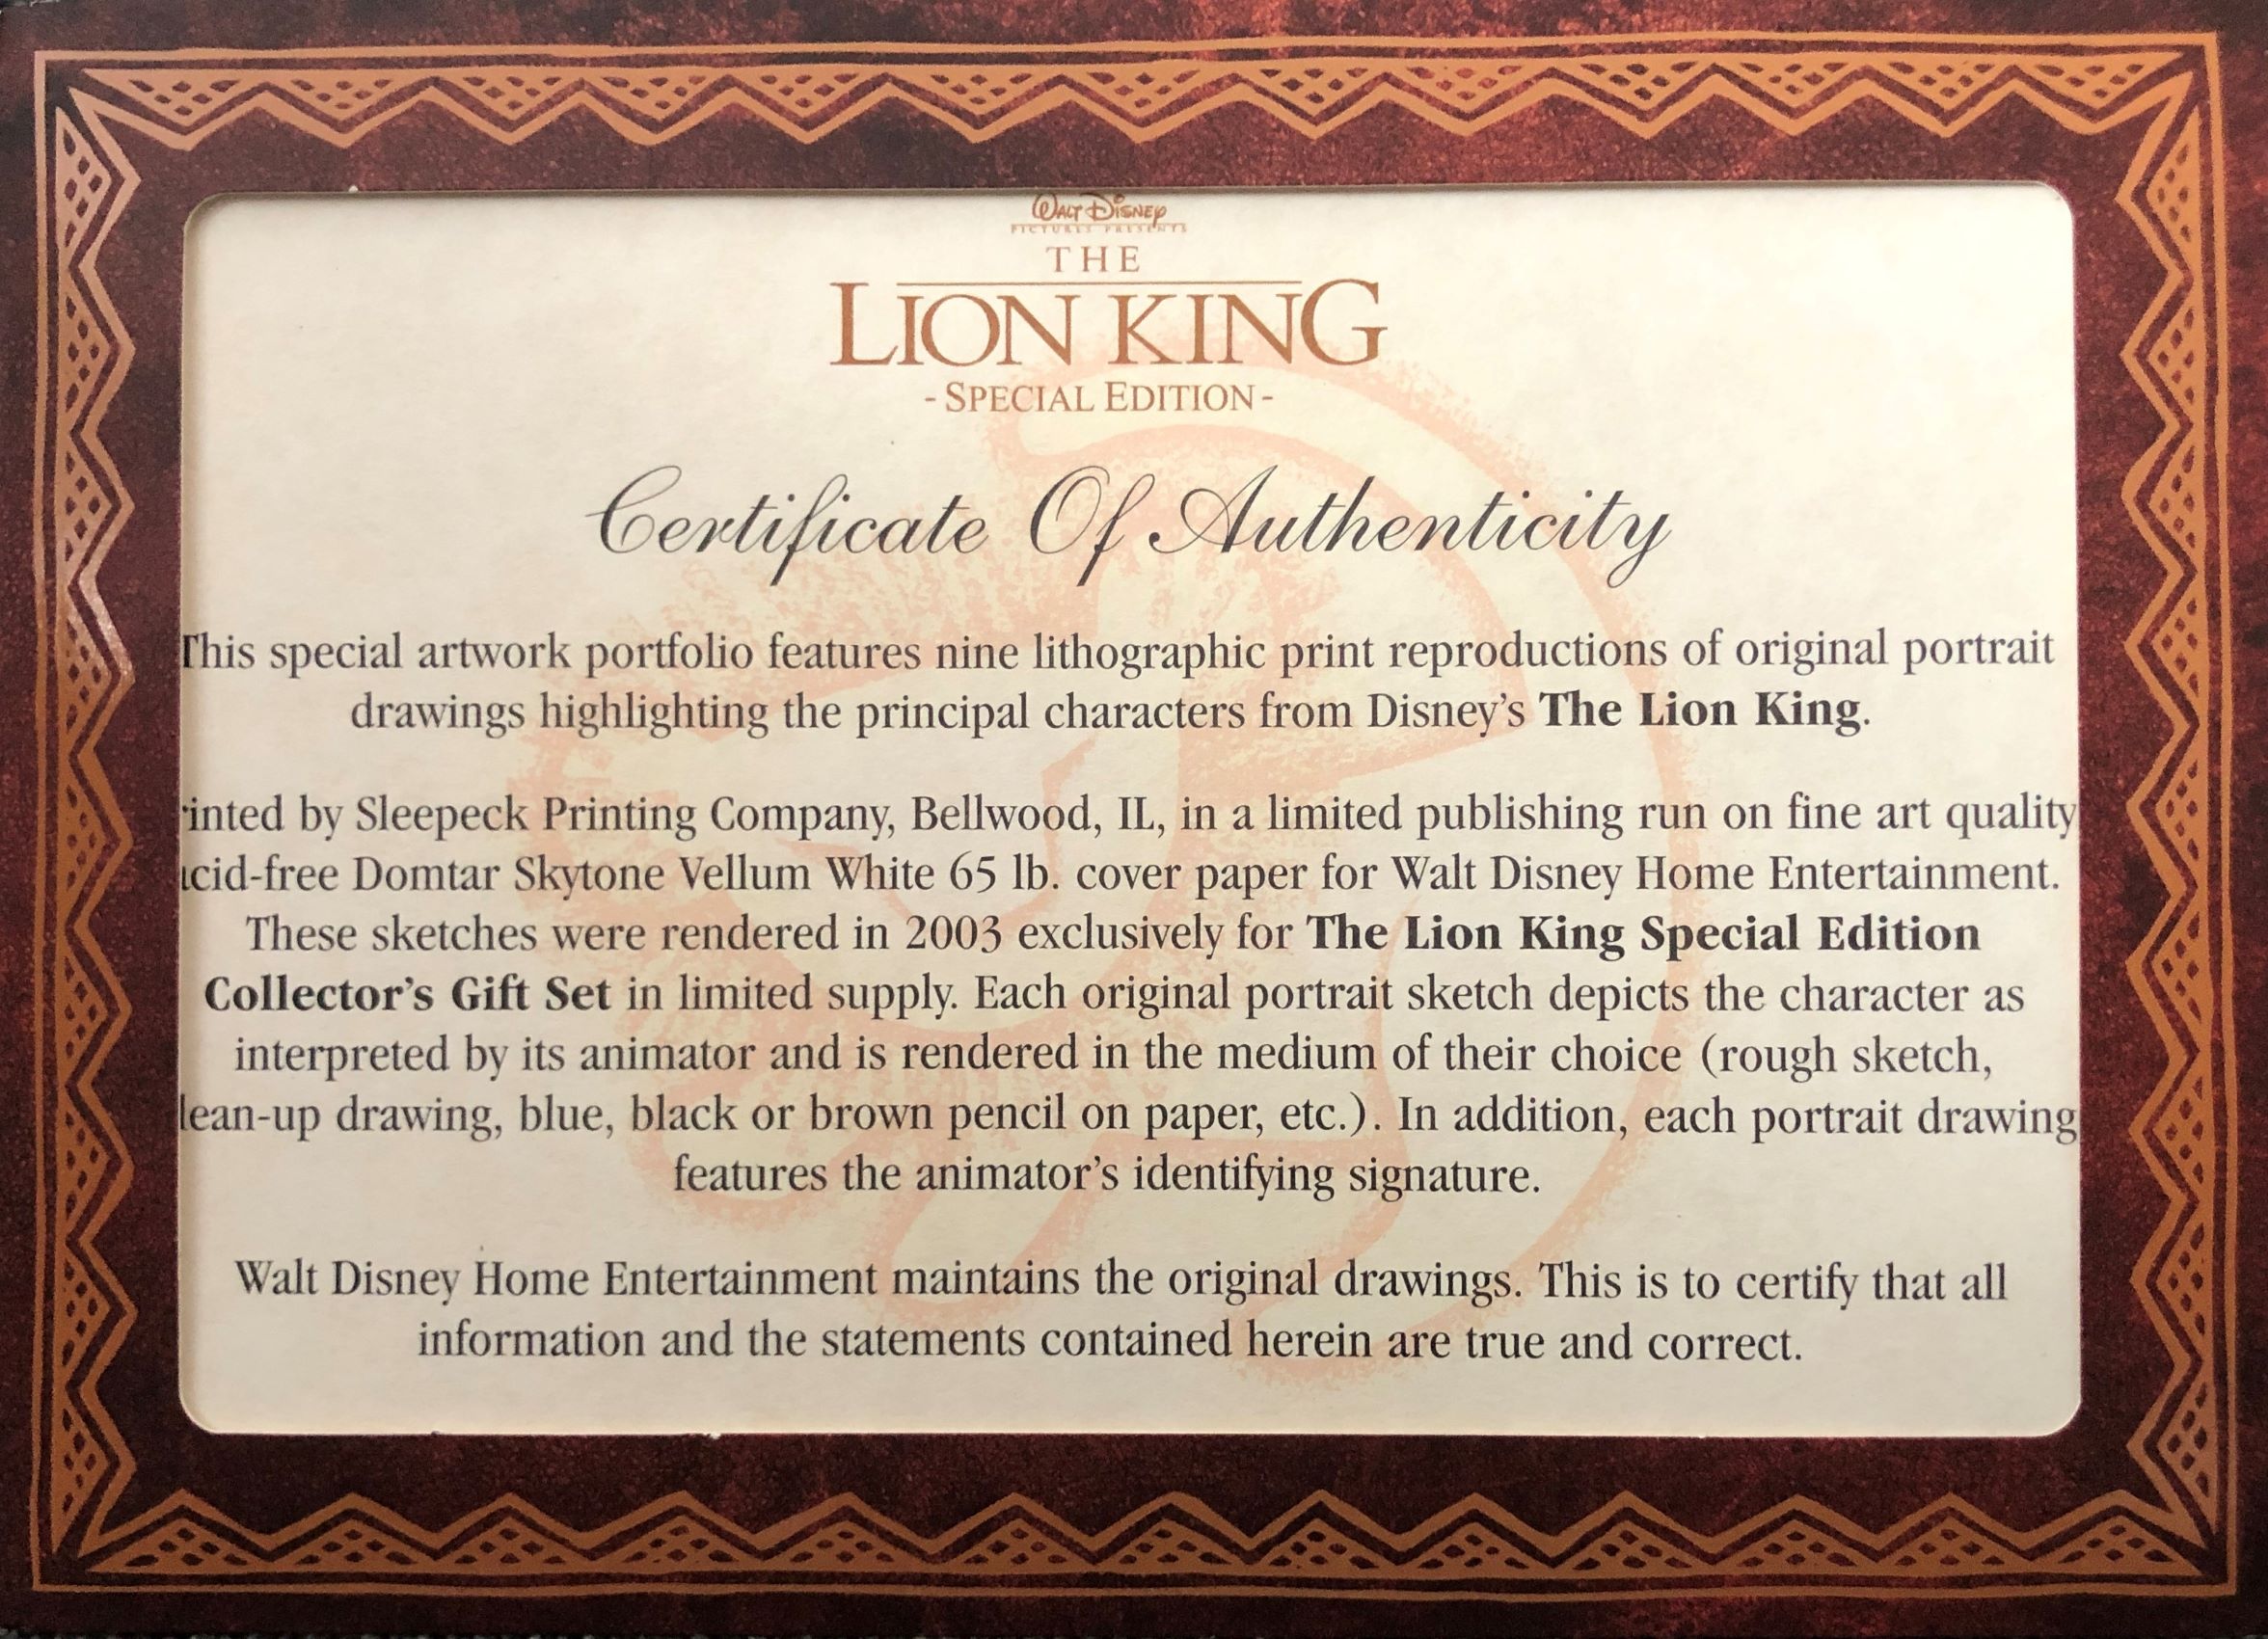 Walt Disney
PICTURES PRESENTS
THE
LION KING
- SPECIAL EDITION -
Certificate Of Authenticity
This special artwork portfolio features nine lithographic print reproductions of original portrait
drawings highlighting the principal characters from Disney's The Lion King.
rinted by Sleepeck Printing Company, Bellwood, IL, in a limited publishing run on fine art quality
cid-free Domtar Skytone Vellum White 65 lb. cover paper for Walt Disney Home Entertainment.
These sketches were rendered in 2003 exclusively for The Lion King Special Edition
Collector's Gift Set in limited supply. Each original portrait sketch depicts the character as
interpreted by its animator and is rendered in the medium of their choice (rough sketch,
lean-up drawing, blue, black or brown pencil on paper, etc.). In addition, each portrait drawing
features the animator's identifying signature.
Walt Disney Home Entertainment maintains the original drawings. This is to certify that all
information and the statements contained herein are true and correct.